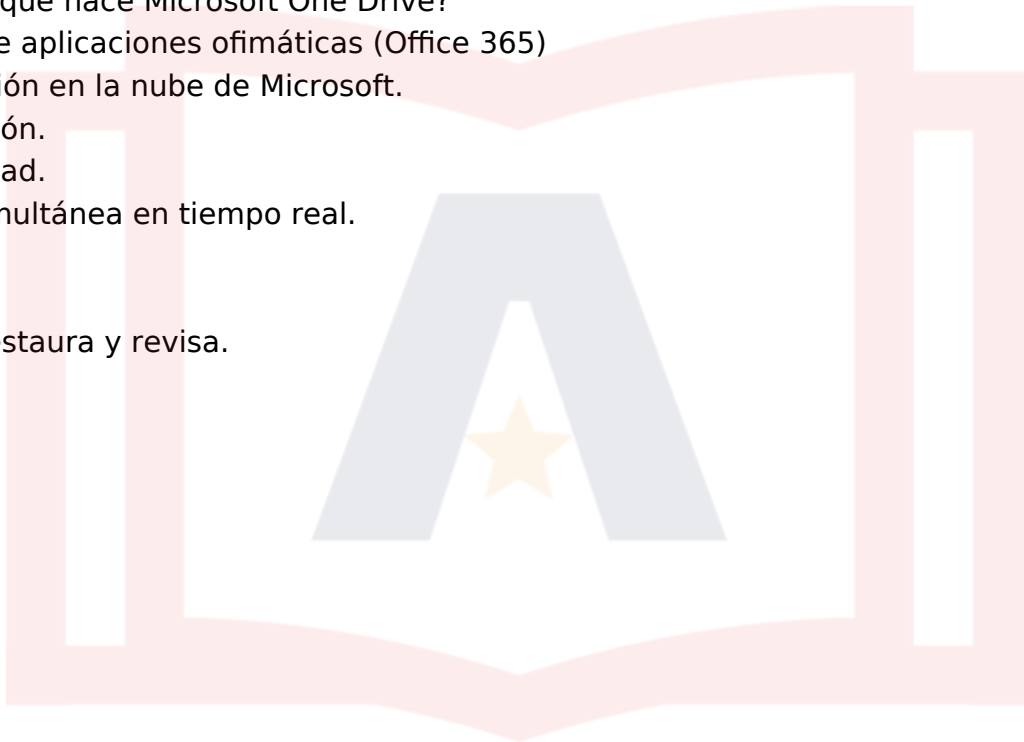 que hace Microsoft One Drive?
e aplicaciones ofimáticas (Office 365)
ión en la nube de Microsoft.
ón.
ad.
multánea en tiempo real.
staura y revisa.